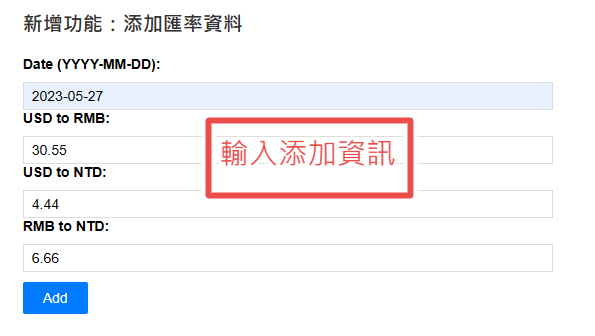 新增功能：添加匯率資料
Date (YYYY-MM-DD):
2023-05-27
USD to RMB:
30.55
輸入添加資訊
USD to NTD:
4.44
RMB to NTD:
6.66
Add